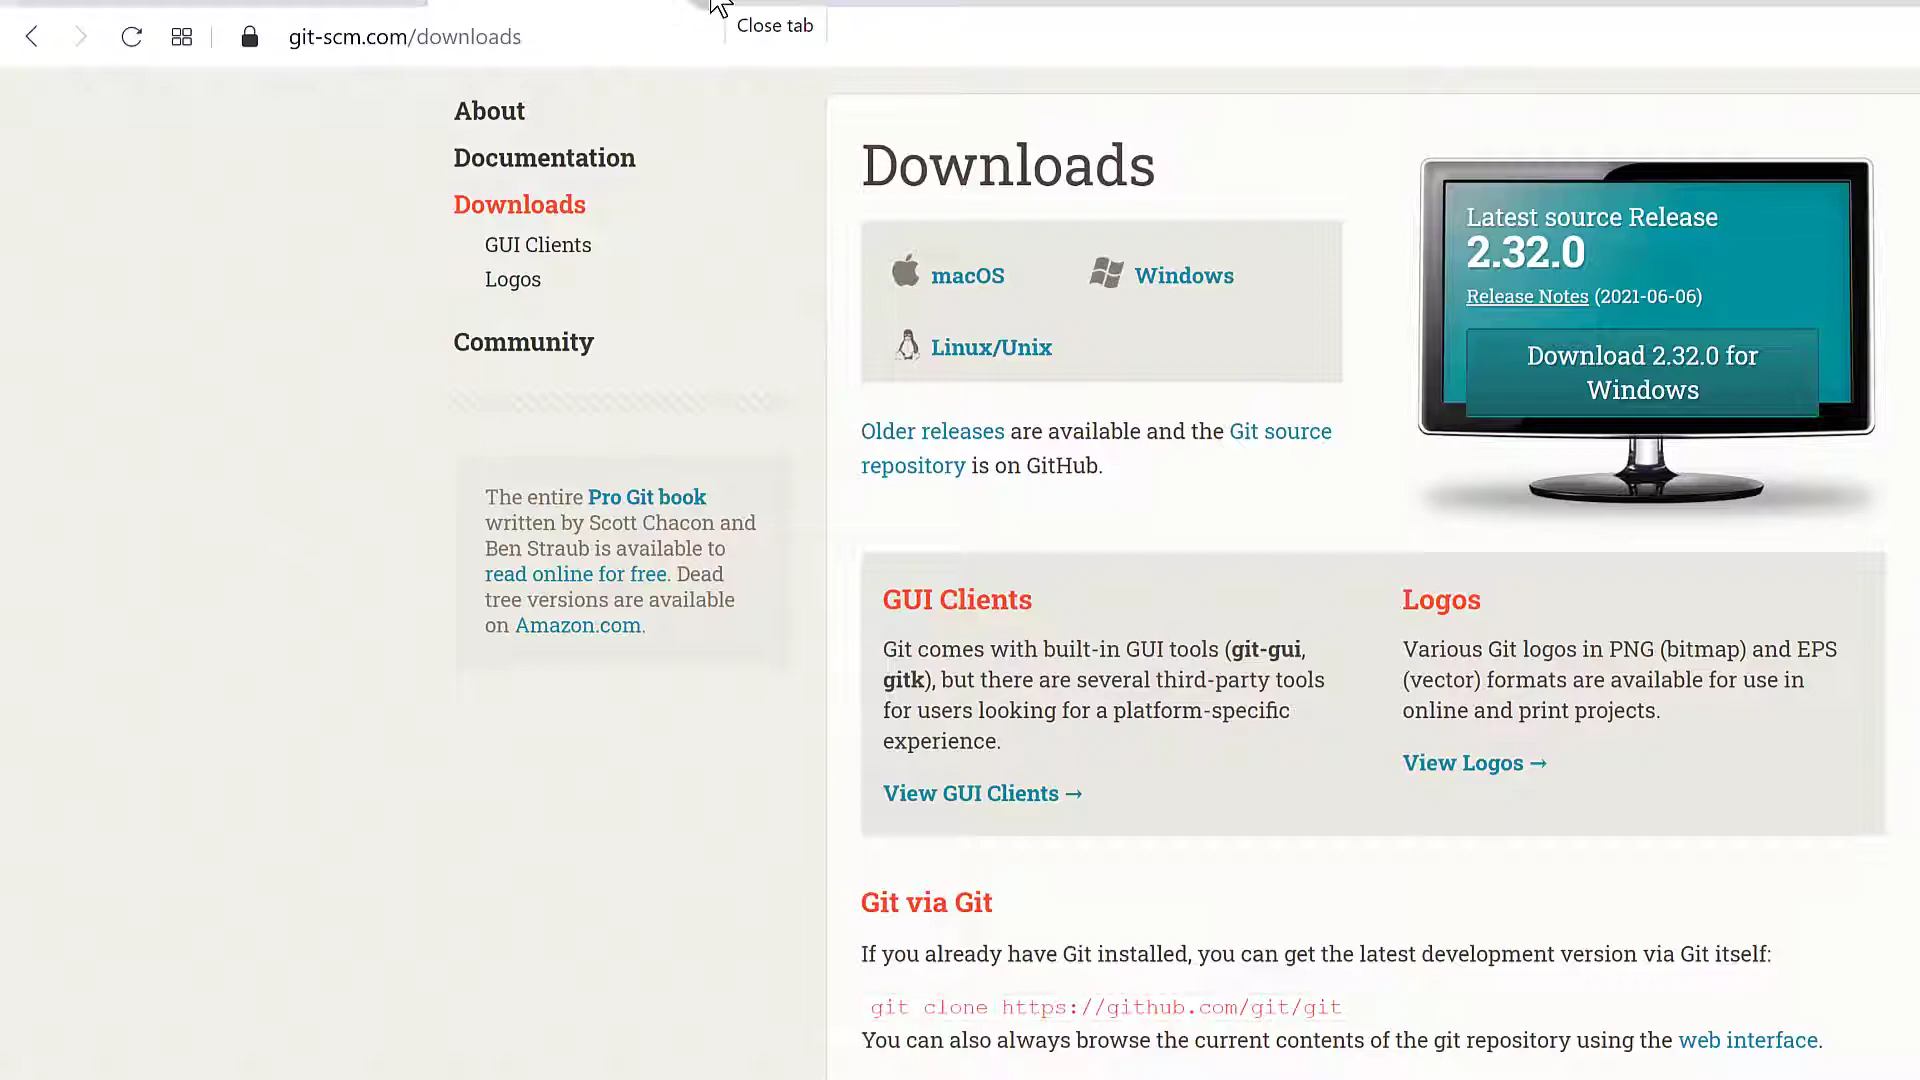 Close tab
git-scm.com/downloads
About
Documentation
Downloads
GUI Clients
Logos
Community
The entire Pro Git book
written by Scott Chacon and
Ben Straub is available to
read online for free. Dead
tree versions are available
on Amazon.com.
Downloads
macOS
Windows
Linux/Unix
Older releases are available and the Git source
repository is on GitHub.
Latest source Release
2.32.0
Release Notes (2021-06-06)
Download 2.32.0 for
Windows
GUI Clients
Git comes with built-in GUI tools (git-gui,
gitk), but there are several third-party tools
for users looking for a platform-specific
experience.
View GUI Clients →
Logos
Various Git logos in PNG (bitmap) and EPS
(vector) formats are available for use in
online and print projects.
View Logos →
Git via Git
If you already have Git installed, you can get the latest development version via Git itself:
git clone https://github.com/git/git
You can also always browse the current contents of the git repository using the web interface.